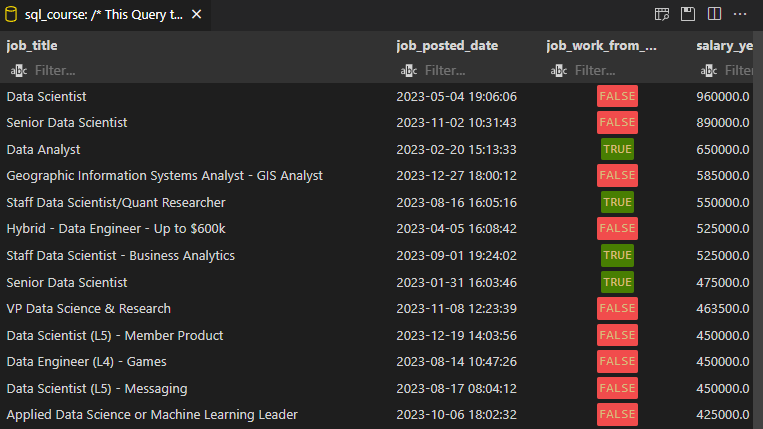 sql_course: /* This Query t...
job_title job_posted_date job_work_from_... salary_ye
abc Filter... abc Filter... abc Filter... abc Filter
Data Scientist 2023-05-04 19:06:06 FALSE 960000.0
Senior Data Scientist 2023-11-02 10:31:43 FALSE 890000.0
Data Analyst 2023-02-20 15:13:33 TRUE 650000.0
Geographic Information Systems Analyst - GIS Analyst 2023-12-27 18:00:12 FALSE 585000.0
Staff Data Scientist/Quant Researcher 2023-08-16 16:05:16 TRUE 550000.0
Hybrid - Data Engineer - Up to $600k 2023-04-05 16:08:42 FALSE 525000.0
Staff Data Scientist - Business Analytics 2023-09-01 19:24:02 TRUE 525000.0
Senior Data Scientist 2023-01-31 16:03:46 TRUE 475000.0
VP Data Science & Research 2023-11-08 12:23:39 FALSE 463500.0
Data Scientist (L5) - Member Product 2023-12-19 14:03:56 FALSE 450000.0
Data Engineer (L4) - Games 2023-08-14 10:47:26 FALSE 450000.0
Data Scientist (L5) - Messaging 2023-08-17 08:04:12 FALSE 450000.0
Applied Data Science or Machine Learning Leader 2023-10-06 18:02:32 FALSE 425000.0